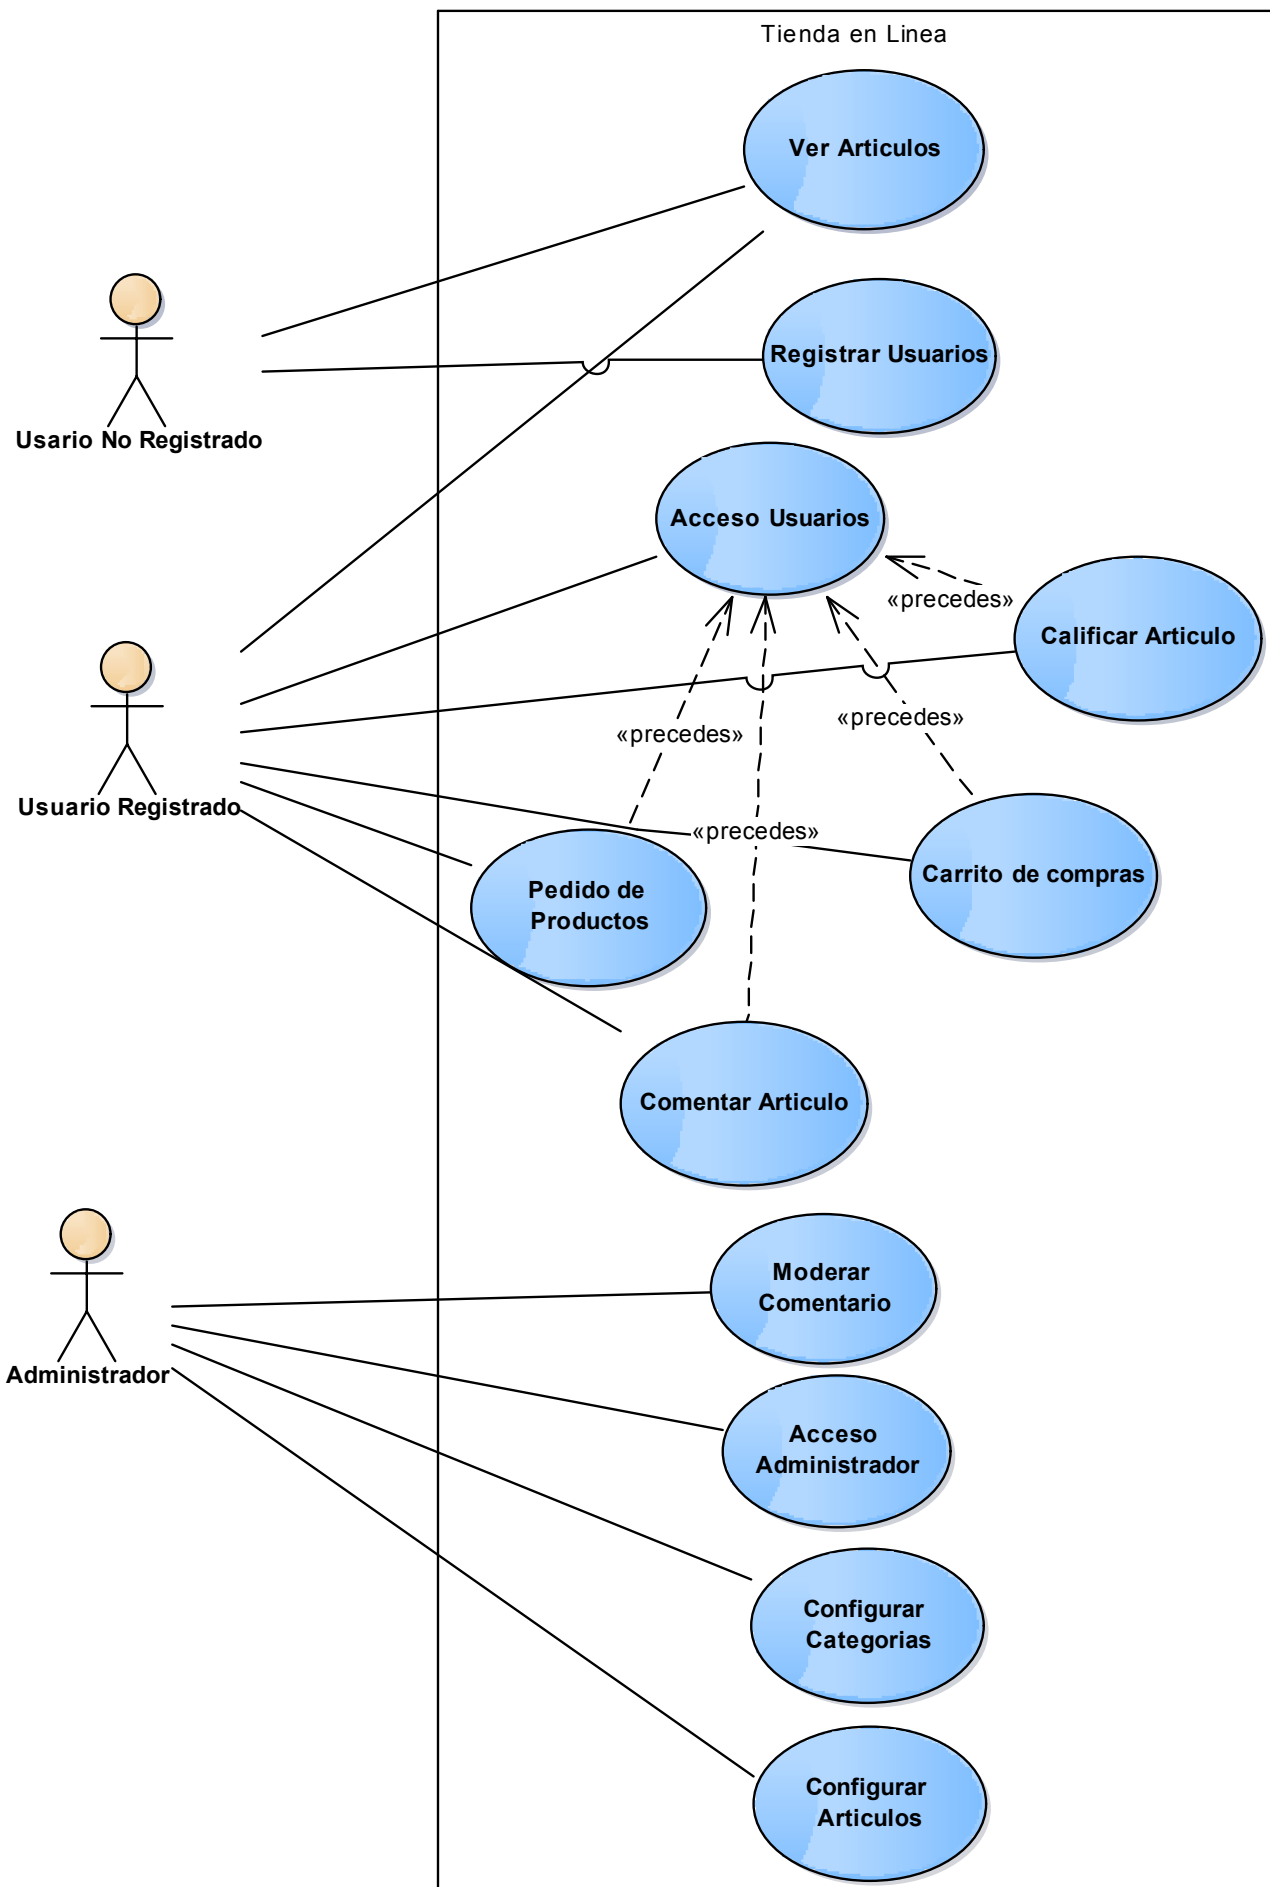 Tienda en Linea
Ver Articulos
Registrar Usuarios
Usario No Registrado
Acceso Usuarios
«precedes»
Calificar Articulo
«precedes»
«precedes»
Usuario Registrado
«precedes»
Carrito de compras
Pedido de
Productos
Comentar Articulo
Moderar
Comentario
Administrador
Acceso
Administrador
Configurar
Categorias
Configurar
Articulos